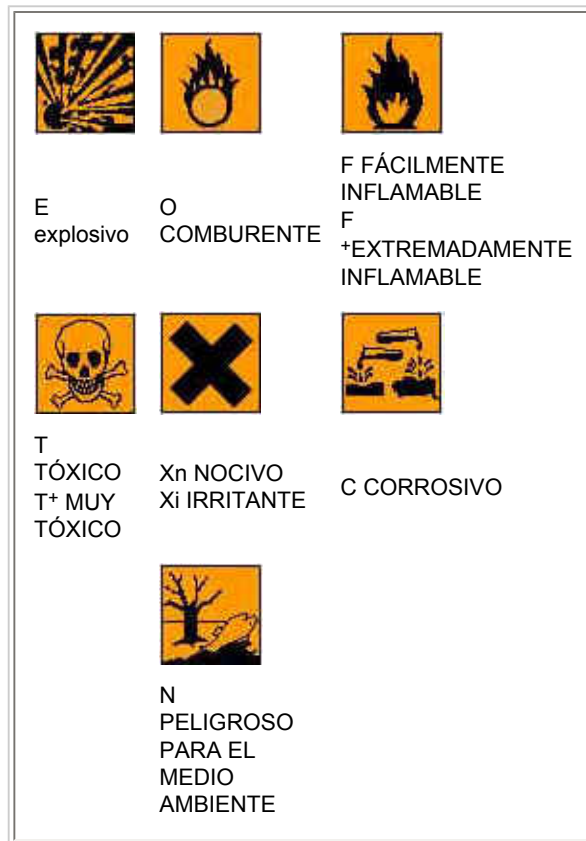 E
explosivo
O
COMBURENTE
F FÁCILMENTE
INFLAMABLE
F
+EXTREMADAMENTE
INFLAMABLE
T
TÓXICO
T+ MUY
TÓXICO
Xn NOCIVO
Xi IRRITANTE
C CORROSIVO
N
PELIGROSO
PARA EL
MEDIO
AMBIENTE